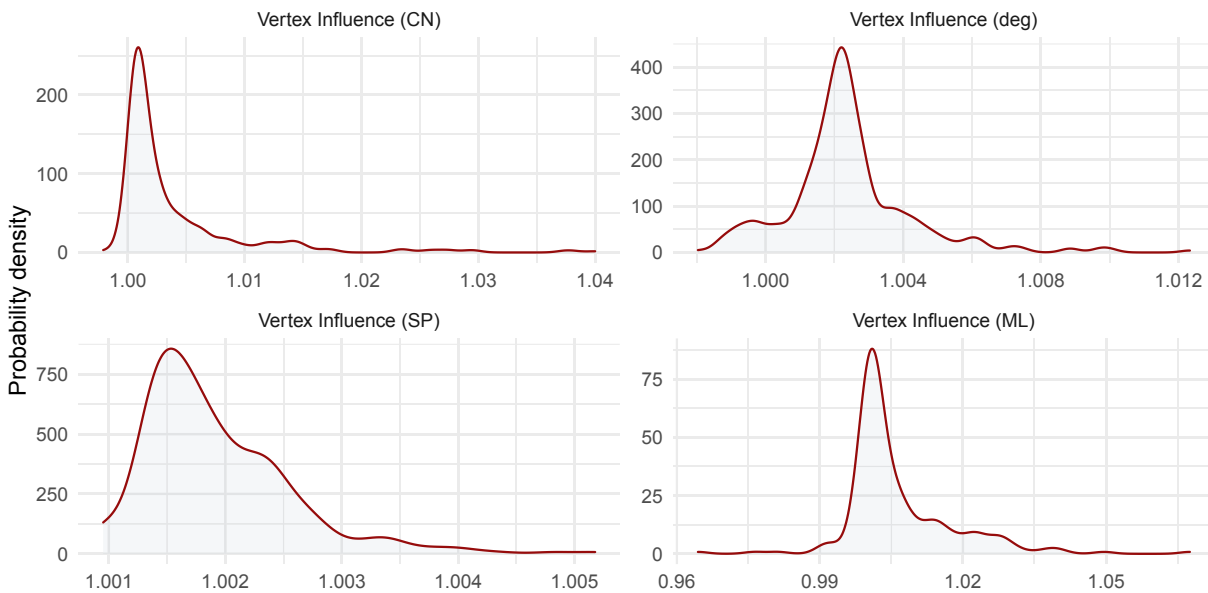 Vertex Influence (CN)
Vertex Influence (deg)
Probability density
200
100
0
1.00 1.01 1.02 1.03 1.04
400
300
200
100
0
1.000 1.004 1.008 1.012
Vertex Influence (SP)
Vertex Influence (ML)
750
500
250
0
1.001 1.002 1.003 1.004 1.005
75
50
25
0
0.96 0.99 1.02 1.05